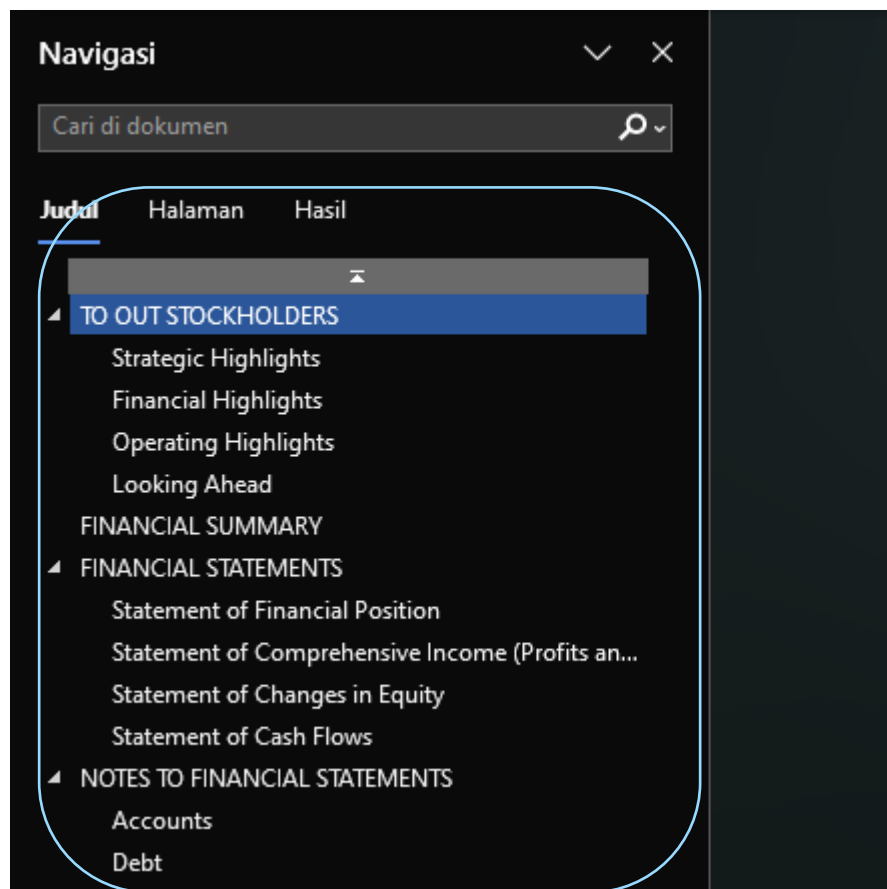 Navigasi
Cari di dokumen
Judul Halaman Hasil
TO OUT STOCKHOLDERS
Strategic Highlights
Financial Highlights
Operating Highlights
Looking Ahead
FINANCIAL SUMMARY
FINANCIAL STATEMENTS
Statement of Financial Position
Statement of Comprehensive Income (Profits an...
Statement of Changes in Equity
Statement of Cash Flows
NOTES TO FINANCIAL STATEMENTS
Accounts
Debt